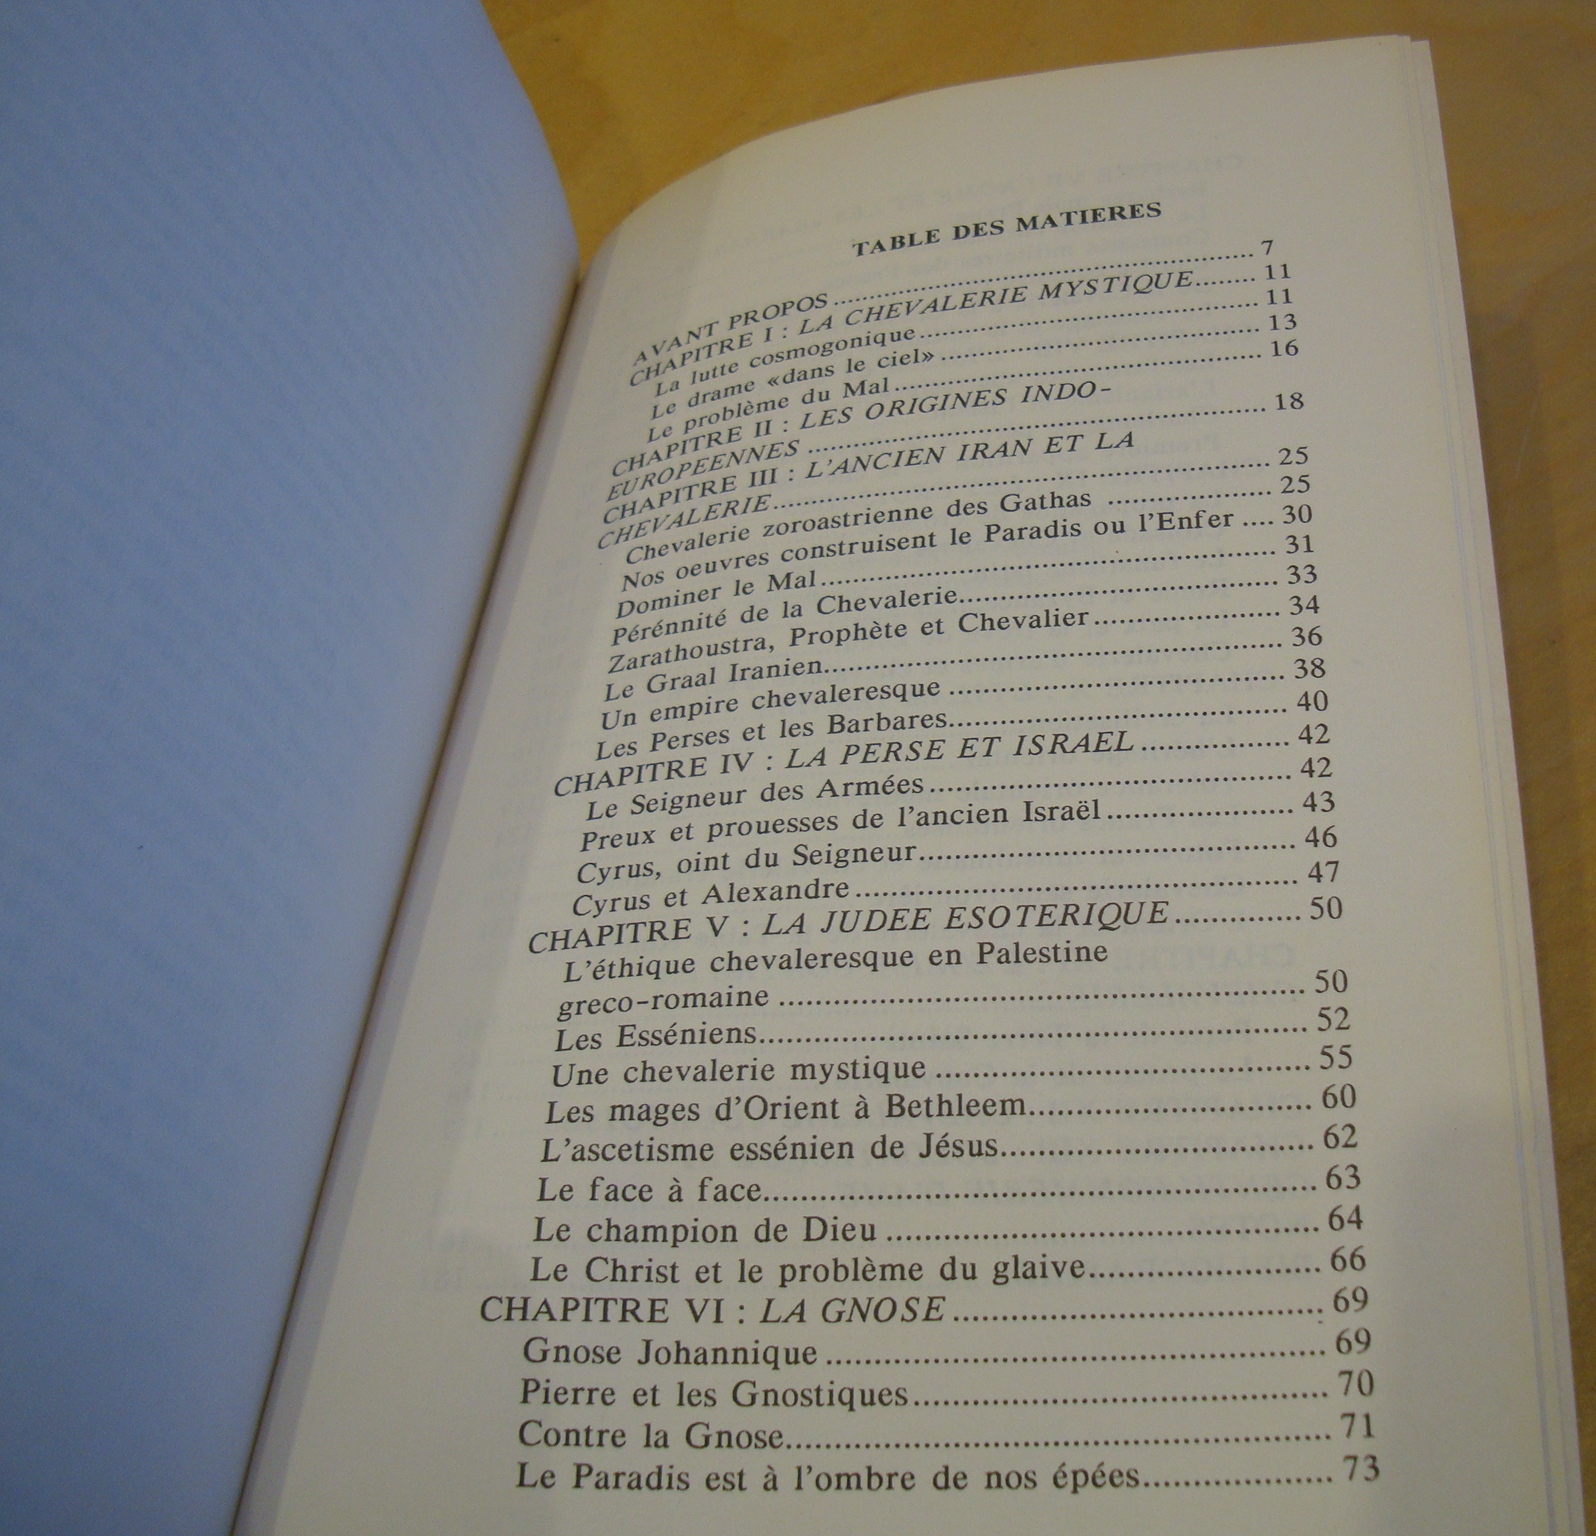 TABLE DES MATIERES
AVANT PROPOS ........................ 7
CHAPITRE I : LA CHEVALERIE MYSTIQUE........ 11
La lutte cosmogonique ........................ 11
Le drame «dans le ciel» ........................ 13
Le problème du Mal ........................ 16
CHAPITRE II : LES ORIGINES INDO-
EUROPEENNES ........................ 18
CHAPITRE III : L'ANCIEN IRAN ET LA
CHEVALERIE........................ 25
Chevalerie zoroastrienne des Gathas .................... 25
Nos oeuvres construisent le Paradis ou l'Enfer .... 30
Dominer le Mal ........................ 31
Pérénnité de la Chevalerie........................ 33
Zarathoustra, Prophète et Chevalier ........................ 34
Le Graal Iranien........................ 36
Un empire chevaleresque ........................ 38
Les Perses et les Barbares........................ 40
CHAPITRE IV : LA PERSE ET ISRAEL .................. 42
Le Seigneur des Armées ........................ 42
Preux et prouesses de l'ancien Israël ........................ 43
Cyrus, oint du Seigneur........................ 46
Cyrus et Alexandre ........................ 47
CHAPITRE V : LA JUDEE ESOTERIQUE .............. 50
L'éthique chevaleresque en Palestine
greco-romaine ........................ 50
Les Esséniens........................ 52
Une chevalerie mystique ........................ 55
Les mages d'Orient à Bethleem........................ 60
L'ascetisme essénien de Jésus........................ 62
Le face à face........................ 63
Le champion de Dieu ........................ 64
Le Christ et le problème du glaive........................ 66
CHAPITRE VI : LA GNOSE ........................ 69
Gnose Johannique ........................ 69
Pierre et les Gnostiques........................ 70
Contre la Gnose........................ 71
Le Paradis est à l'ombre de nos épées.................... 73